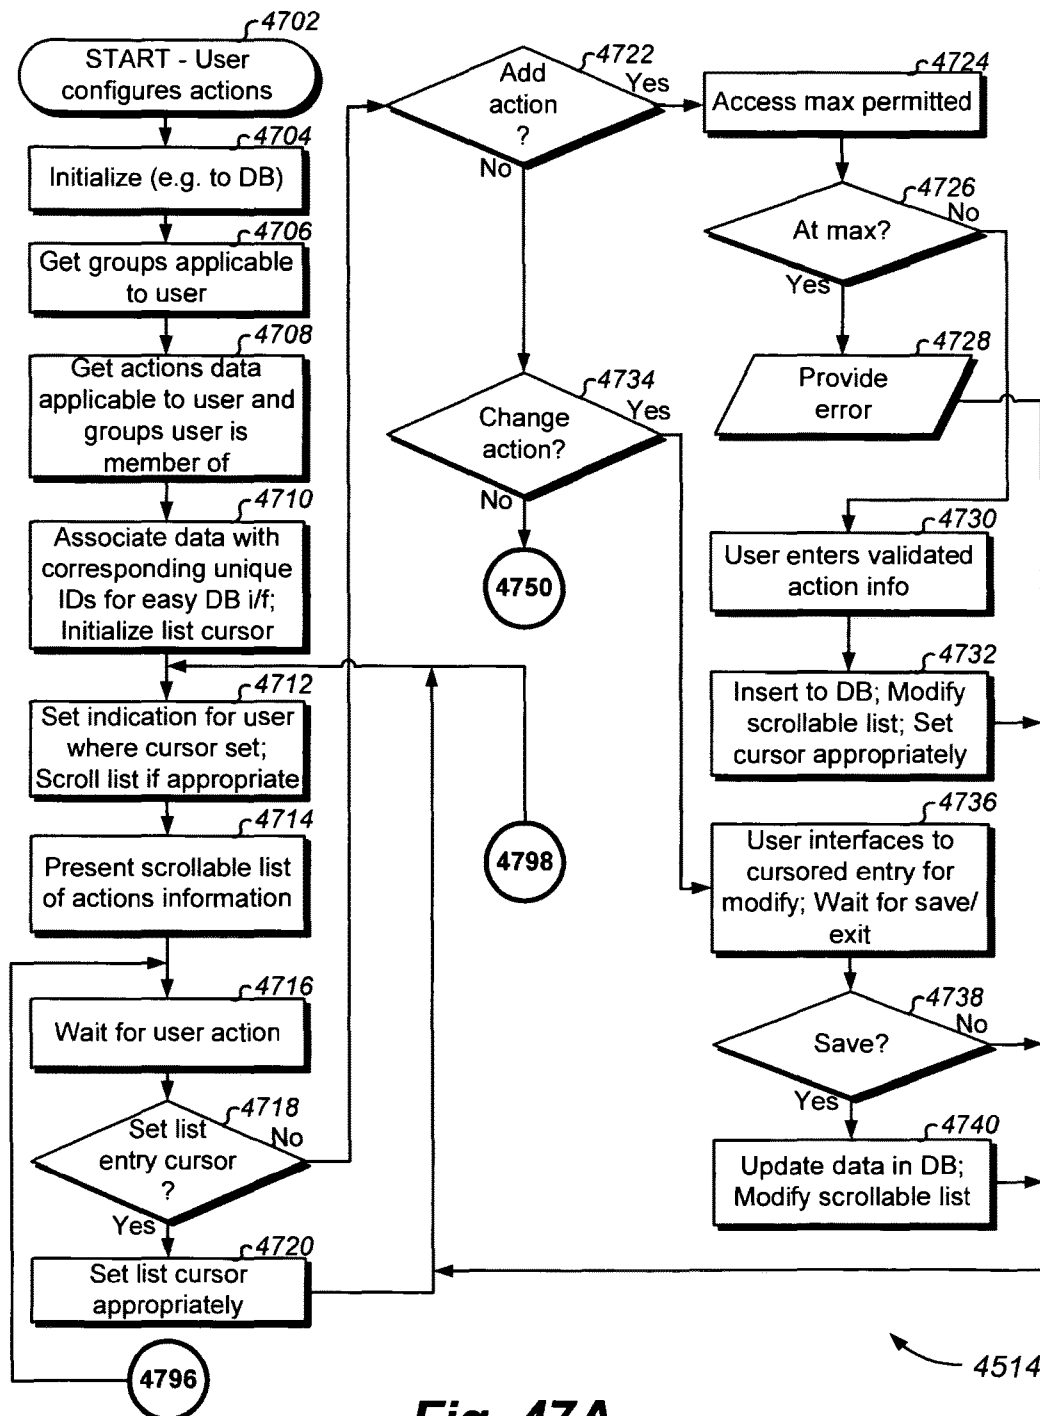 4702
START - User
configures actions
4704
Initialize (e.g. to DB)
4706
Get groups applicable
to user
4708
Get actions data
applicable to user and
groups user is
member of
4710
Associate data with
corresponding unique
IDs for easy DB i/f;
Initialize list cursor
4712
Set indication for user
where cursor set;
Scroll list if appropriate
4714
Present scrollable list
of actions information
4716
Wait for user action
4718
Set list
entry cursor
?
No
Yes
4720
Set list cursor
appropriately
4796
4722
Add
action
?
Yes
No
4734
Change
action?
Yes
No
4750
4798
4724
Access max permitted
4726
At max?
No
Yes
4728
Provide
error
4730
User enters validated
action info
4732
Insert to DB; Modify
scrollable list; Set
cursor appropriately
4736
User interfaces to
cursored entry for
modify; Wait for save/
exit
4738
Save?
No
Yes
4740
Update data in DB;
Modify scrollable list
4514
Fig. 47A